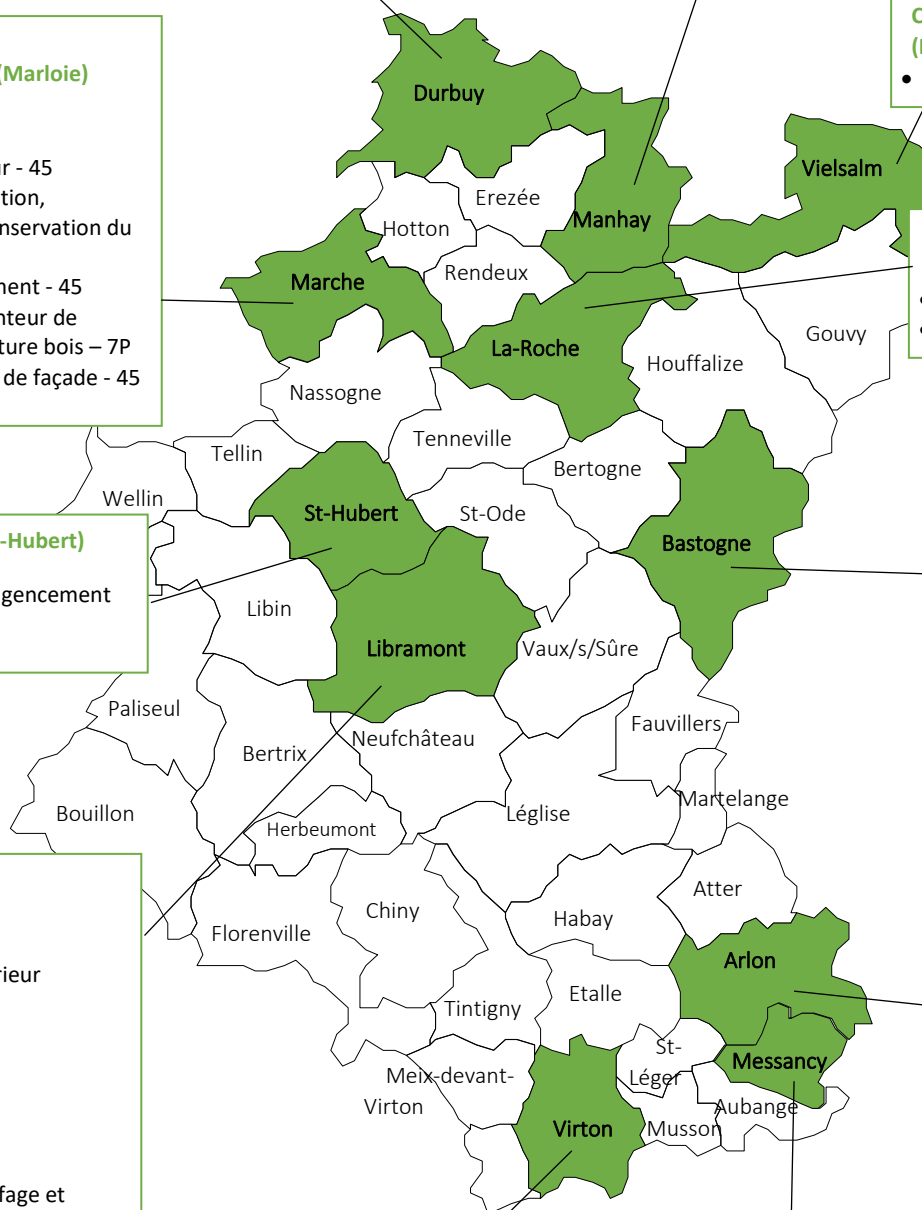 (Marloie)
ur - 45
tion,
nservation du
ment - 45
nteur de
ture bois – 7P
de façade - 45
Durbuy
Vielsalm
Erezée
Manhay
Hotton
Rendeux
Marche
Gouvy
La-Roche
Houffalize
Nassogne
Tenneville
Tellin
Bertogne
Wellin
St-Hubert
St-Ode
Bastogne
-Hubert)
gencement
Libin
Libramont
Vaux/s/Sûre
Paliseul
Fauvillers
Neufchâteau
Bertrix
Martelange
Bouillon
Léglise
Herbeumont
Atter
Chiny
Habay
Florenville
Arlon
rieur
Etalle
Tintigny
St-
Léger
Messancy
Meix-devant-
Virton
Aubange
Virton
Musson
fage et